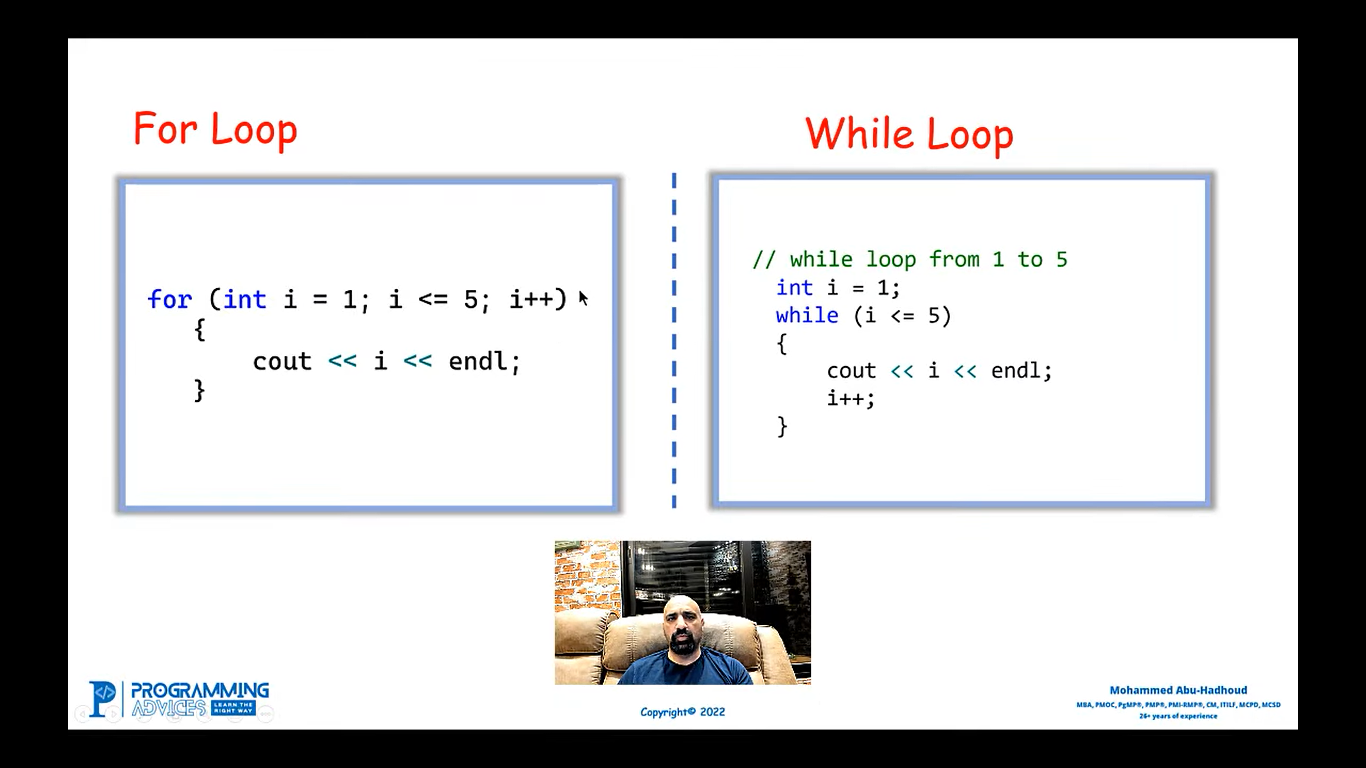 For Loop
for (int i = 1; i <= 5; i++)
{
cout << i << endl;
}
While Loop
// while loop from 1 to 5
int i = 1;
while (i <= 5)
{
cout << i << endl;
i++;
}
PROGRAMMING
ADVICES LEARN THE RIGHT WAY
Copyright© 2022
Mohammed Abu-Hadhoud
MBA, PMOC, PgMP®, PMP®, PMI-RMP®, CM, ITILF, MCPD, MCSD
26+ years of experience